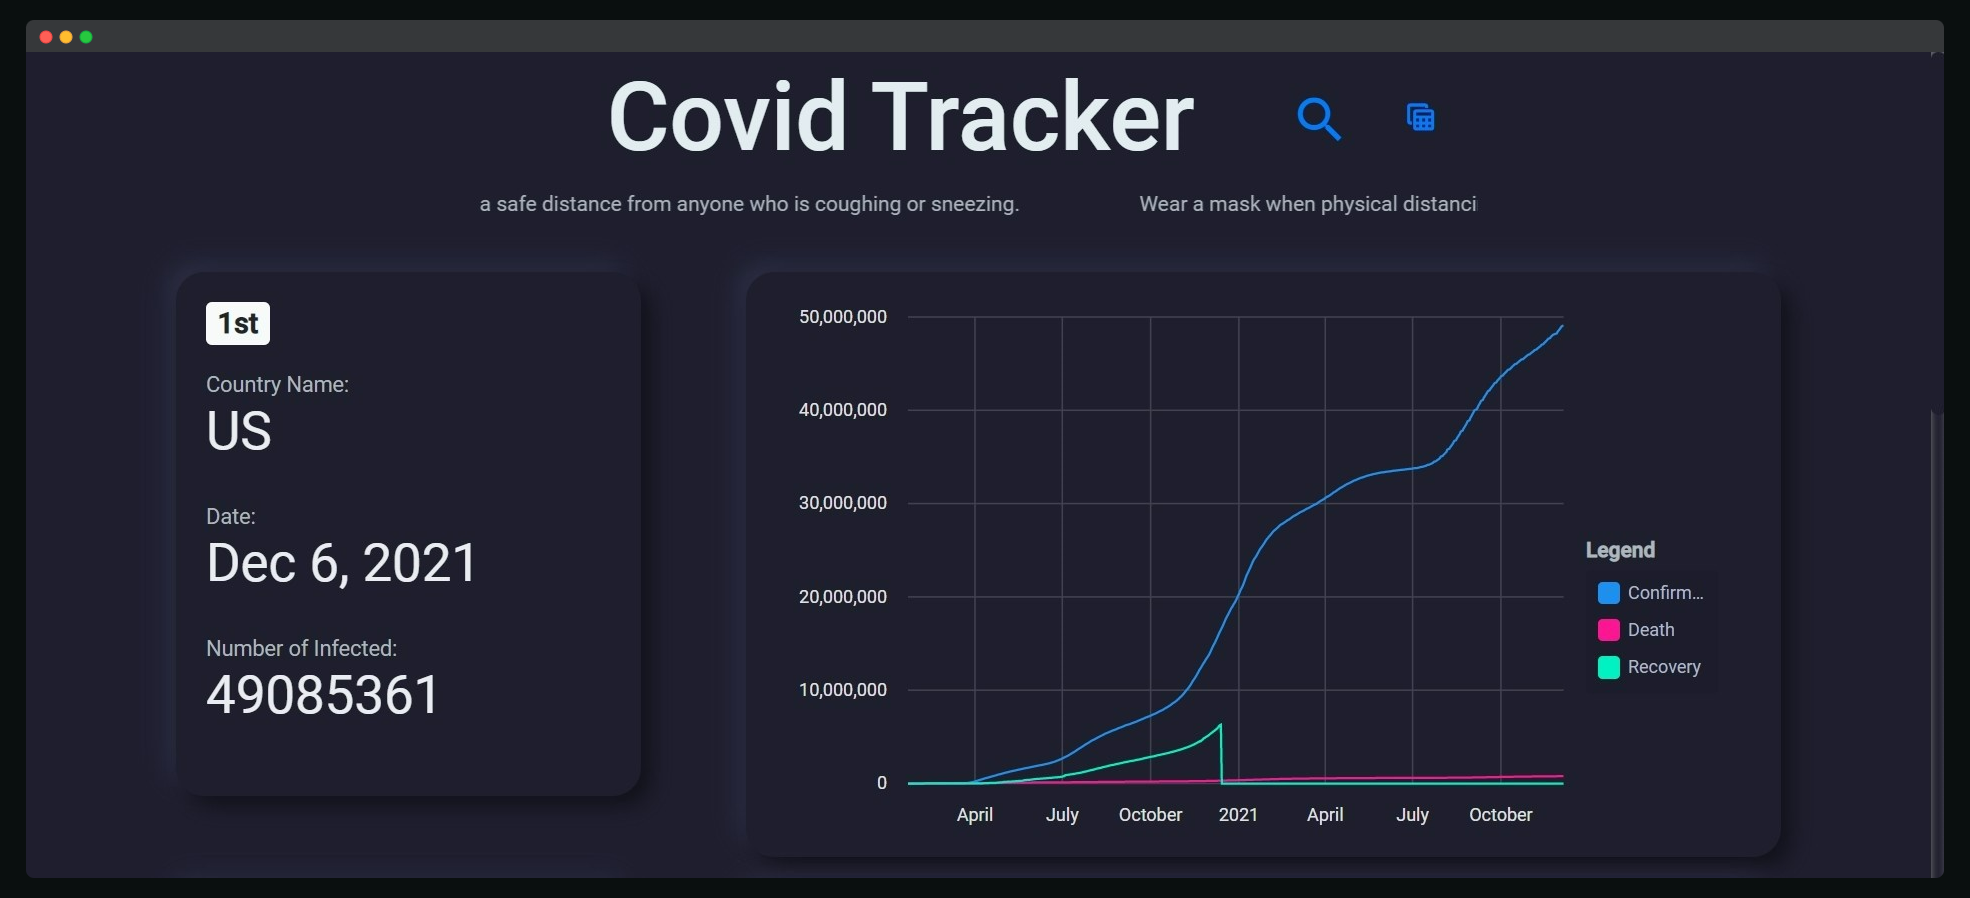 Covid Tracker
a safe distance from anyone who is coughing or sneezing. Wear a mask when physical distanci
1st
Country Name:
US
Date:
Dec 6, 2021
Number of Infected:
49085361
50,000,000
40,000,000
30,000,000
20,000,000
10,000,000
0
April July October 2021 April July October
Legend
Confirm...
Death
Recovery